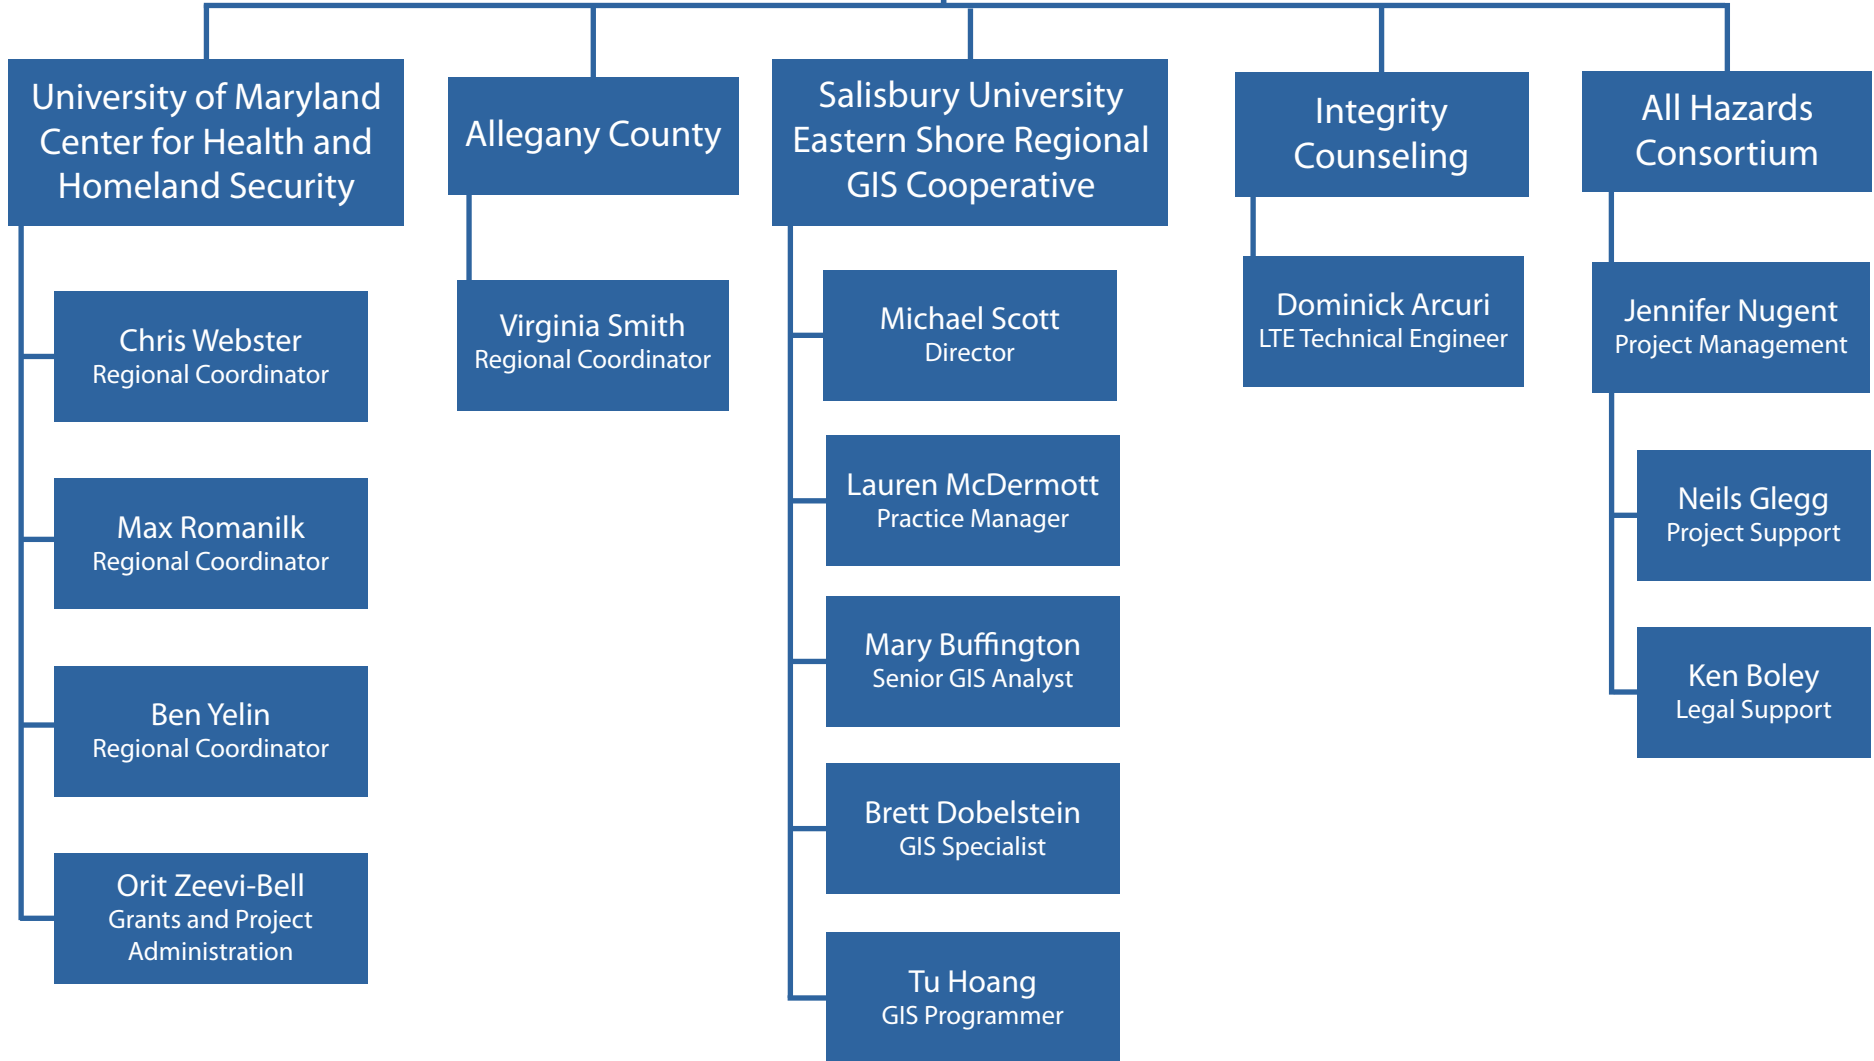 University of Maryland
Center for Health and
Homeland Security
Chris Webster
Regional Coordinator
Max Romanilk
Regional Coordinator
Ben Yelin
Regional Coordinator
Orit Zeevi-Bell
Grants and Project
Administration
Allegany County
Virginia Smith
Regional Coordinator
Salisbury University
Eastern Shore Regional
GIS Cooperative
Michael Scott
Director
Lauren McDermott
Practice Manager
Mary Buffington
Senior GIS Analyst
Brett Dobelstein
GIS Specialist
Tu Hoang
GIS Programmer
Integrity
Counseling
Dominick Arcuri
LTE Technical Engineer
All Hazards
Consortium
Jennifer Nugent
Project Management
Neils Glegg
Project Support
Ken Boley
Legal Support